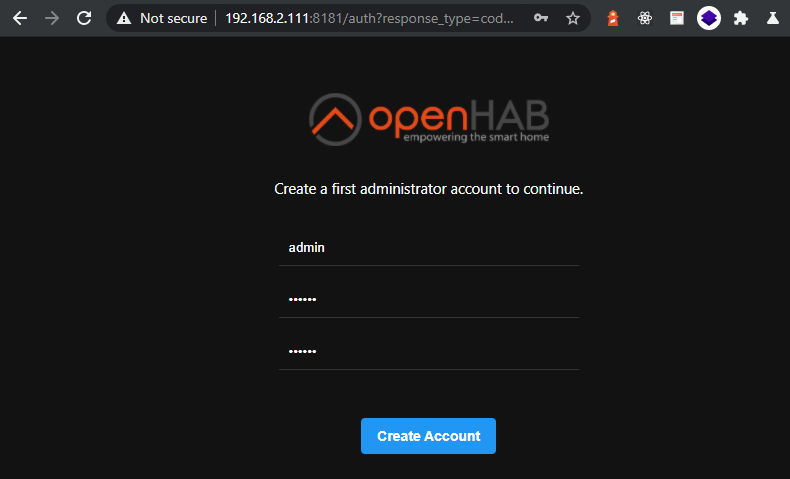 Not secure 192.168.2.111:8181/auth?response_type=cod...
openHAB
empowering the smart home
Create a first administrator account to continue.
admin
••••••
••••••
Create Account